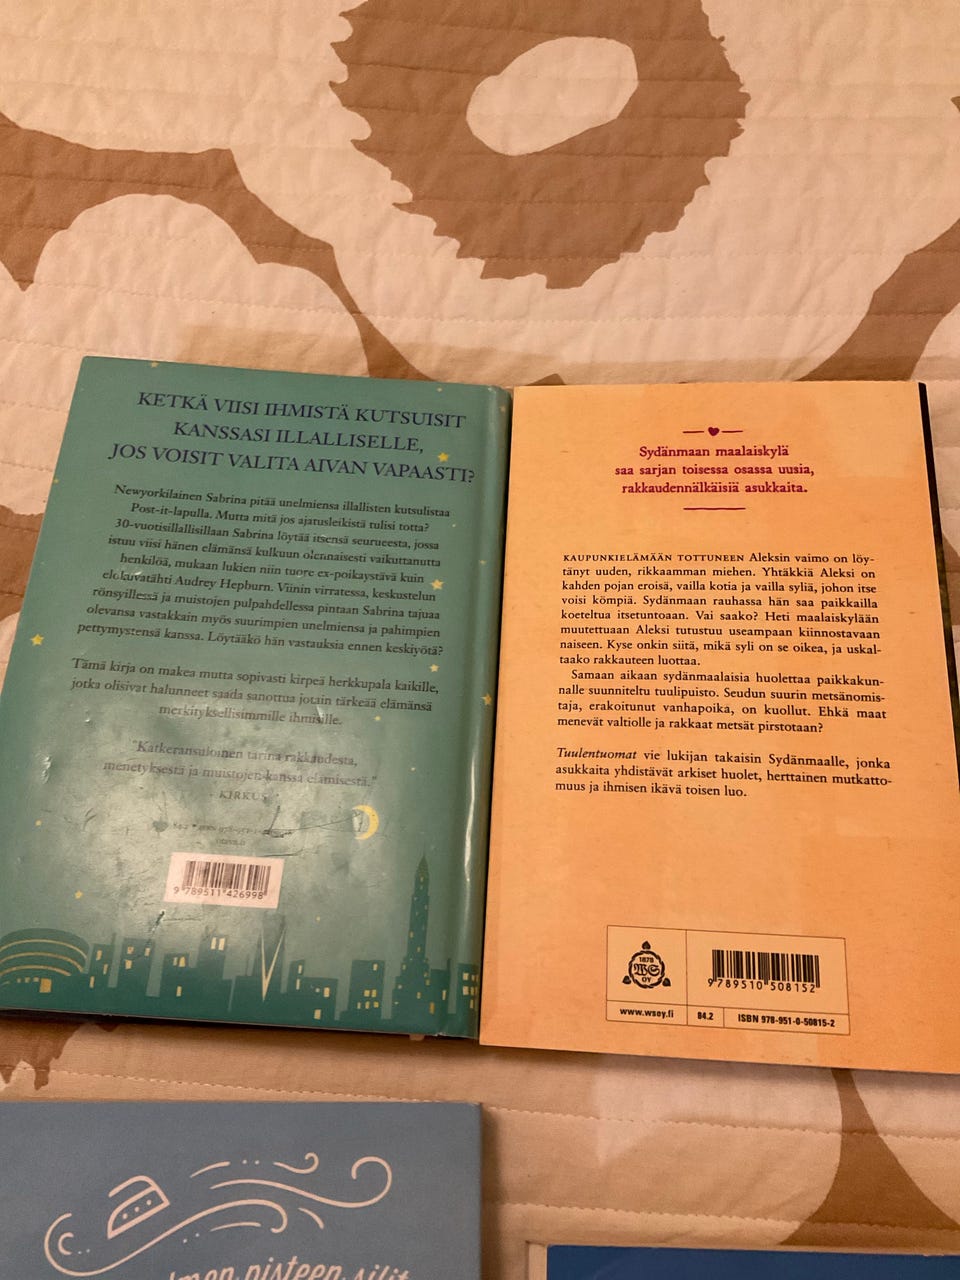 KETKÄ VIISI IHMISTÄ KUTSUISIT
KANSSASI ILLALLISELLE,
JOS VOISIT VALITA AIVAN VAPAASTI?
Newyorkilainen Sabrina pitää unelmiensa illallisten kutsulistaa
Post-it-lapulla. Mutta mitä jos ajatusleikistä tulisi totta?
30-vuotisillallisillaan Sabrina löytää itsensä seurueesta, jossa
istuu viisi hänen elämänsä kulkuun olennaisesti vaikuttanutta
henkilöä, mukaan lukien niin tuore ex-poikaystävä kuin
elokuvatähti Audrey Hepburn. Viinin virratessa, keskustelun
rönsyillessä ja muistojen pulpahdellessa pintaan Sabrina tajuaa
olevansa vastakkain myös suurimpien unelmiensa ja pahimpien
pettymystensä kanssa. Löytääkö hän vastauksia ennen keskiyötä?
Tämä kirja on makea mutta sopivasti kirpeä herkkupala kaikille,
jotka olisivat halunneet saada sanottua jotain tärkeää elämänsä
merkityksellisimmille ihmisille.
"Katkeransuloinen tarina rakkaudesta,
menetyksestä ja muistojen kanssa elämisestä."
KIRKUS
84.2 * ISBN
9 789511 426998
Sydänmaan maalaiskylä
saa sarjan toisessa osassa uusia,
rakkaudennälkäisiä asukkaita.
KAUPUNKIELÄMÄÄN TOTTUNEEN Aleksin vaimo on löy-
tänyt uuden, rikkaamman miehen. Yhtäkkiä Aleksi on
kahden pojan eroisä, vailla kotia ja vailla syliä, johon itse
voisi kömpiä. Sydänmaan rauhassa hän saa paikkailla
koeteltua itsetuntoaan. Vai saako? Heti maalaiskylään
muutettuaan Aleksi tutustuu useampaan kiinnostavaan
naiseen. Kyse onkin siitä, mikä syli on se oikea, ja uskal-
taako rakkauteen luottaa.
Samaan aikaan sydänmaalaisia huolettaa paikkakun-
nalle suunniteltu tuulipuisto. Seudun suurin metsänomis-
taja, erakoitunut vanhapoika, on kuollut. Ehkä maat
menevät valtiolle ja rakkaat metsät pirstotaan?
Tuulentuomat vie lukijan takaisin Sydänmaalle, jonka
asukkaita yhdistävät arkiset huolet, herttainen mutkatto-
muus ja ihmisen ikävä toisen luo.
1878
WS
OY
9 789510 508152
www.wsoy.fi
84.2
ISBN 978-951-0-50815-2
pisteen